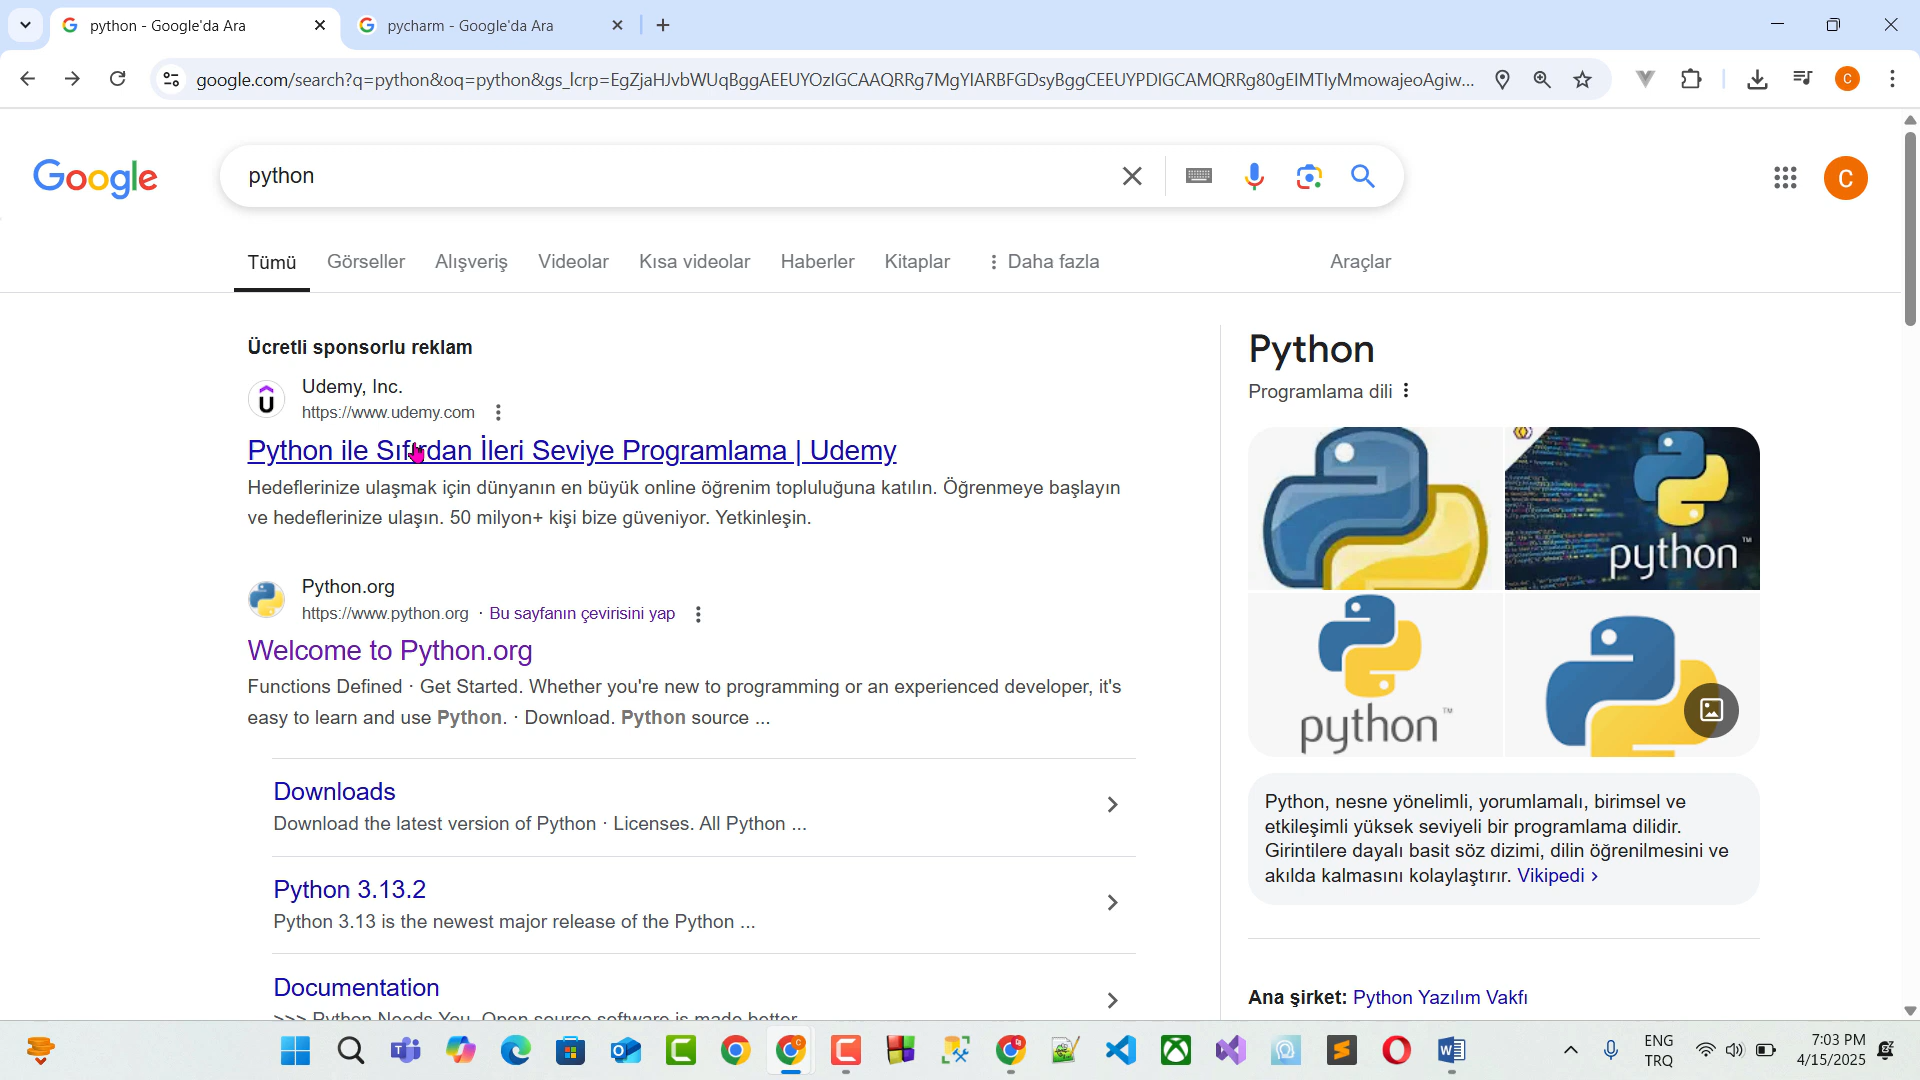 python - Google'da Ara
pycharm - Google'da Ara
google.com/search?q=python&oq=python&gs_lcrp=EgZjaHJvbWUqBggAEEUYOzIGCAAQRRg7MgYIARBFGDsyBggCEEUYPDIGCAMQRRg80gEIMTIyMmowajeoAgiw...
C
Google
python
C
Tümü
Görseller
Alışveriş
Videolar
Kısa videolar
Haberler
Kitaplar
Daha fazla
Araçlar
Ücretli sponsorlu reklam
Udemy, Inc.
https://www.udemy.com
Python ile Sıfırdan İleri Seviye Programlama | Udemy
Hedeflerinize ulaşmak için dünyanın en büyük online öğrenim topluluğuna katılın. Öğrenmeye başlayın
ve hedeflerinize ulaşın. 50 milyon+ kişi bize güveniyor. Yetkinleşin.
Python.org
https://www.python.org · Bu sayfanın çevirisini yap
Welcome to Python.org
Functions Defined · Get Started. Whether you're new to programming or an experienced developer, it's
easy to learn and use Python. · Download. Python source ...
Downloads
Download the latest version of Python · Licenses. All Python ...
Python 3.13.2
Python 3.13 is the newest major release of the Python ...
Documentation
>>> Python Needs You. Open source software is made better
Python
Programlama dili
python™
python™
Python, nesne yönelimli, yorumlamalı, birimsel ve
etkileşimli yüksek seviyeli bir programlama dilidir.
Girintilere dayalı basit söz dizimi, dilin öğrenilmesini ve
akılda kalmasını kolaylaştırır. Vikipedi ›
Ana şirket: Python Yazılım Vakfı
ENG
TRQ
7:03 PM
4/15/2025